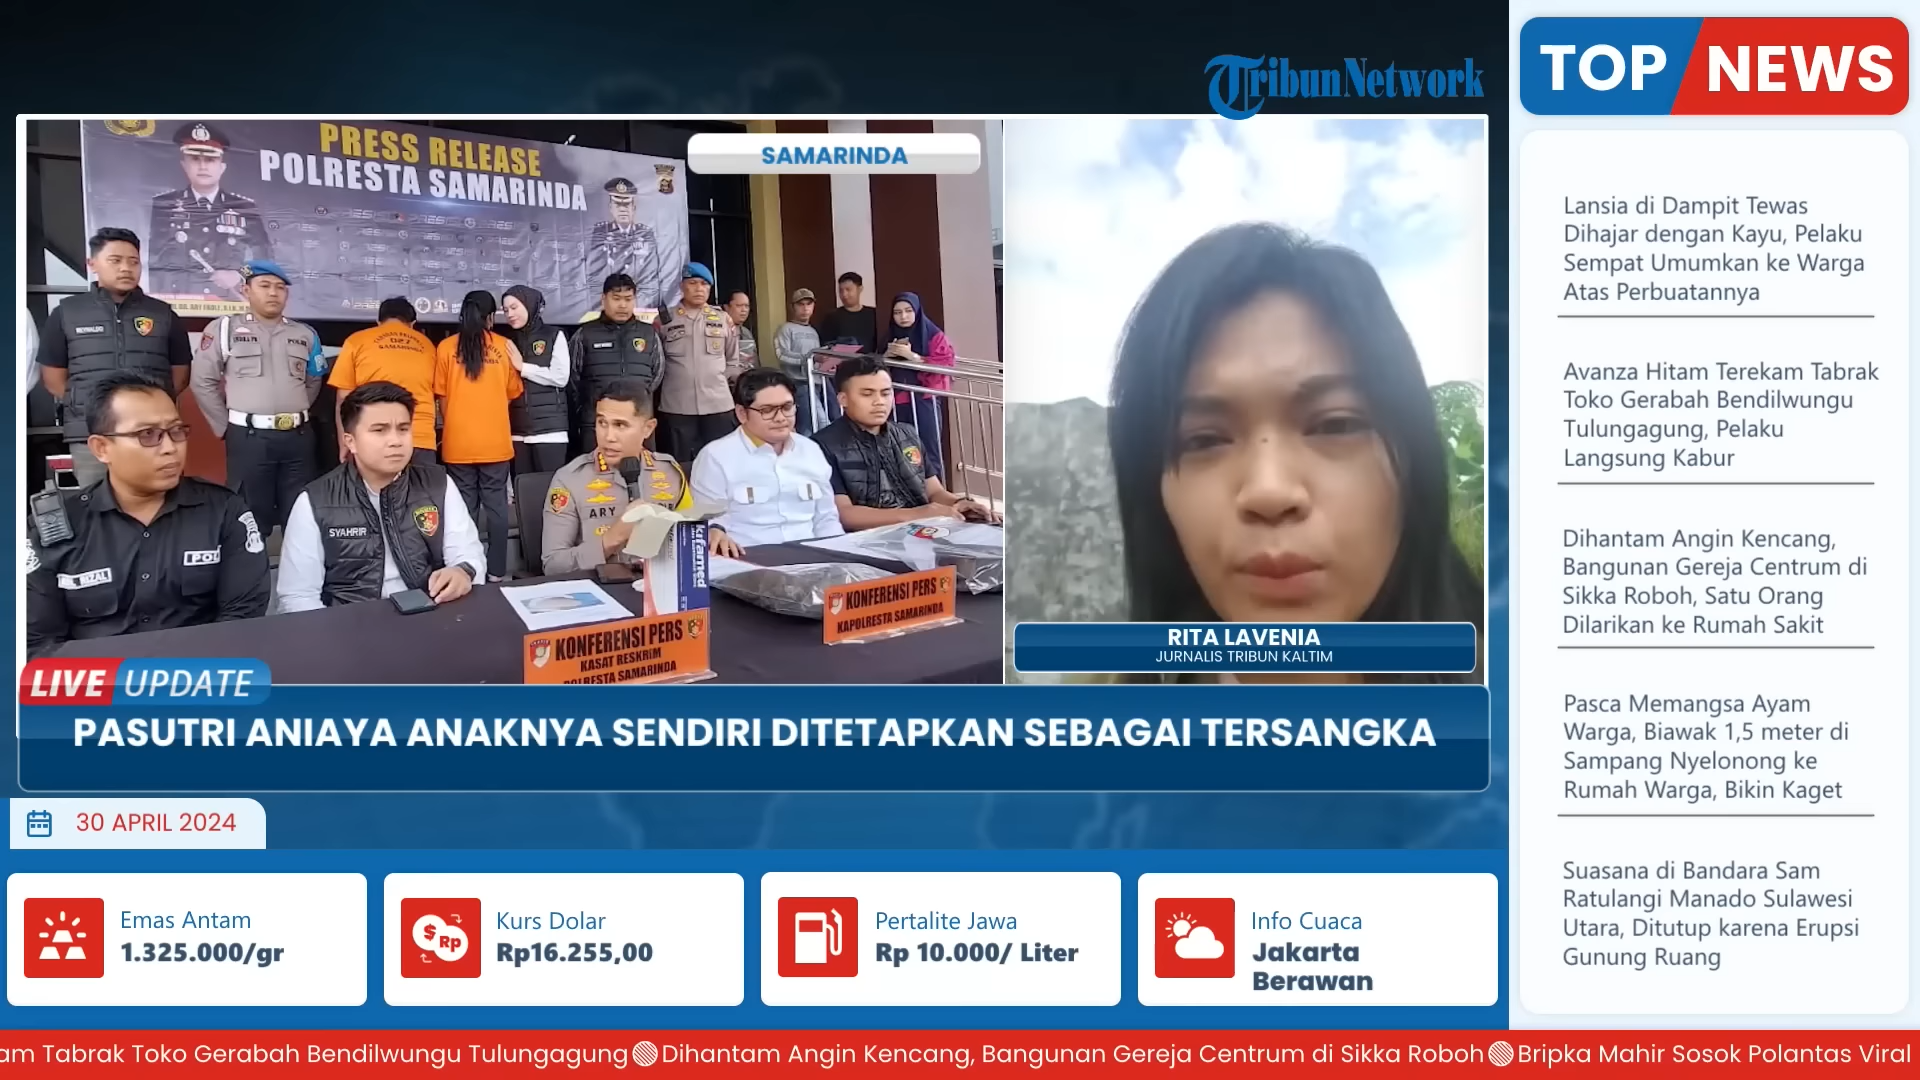 TribunNetwork
TOP NEWS
PRESS RELEASE
POLRESTA SAMARINDA
SAMARINDA
SYAHRIR
ARY
RIZAL
POL
Kifamed
KONFERENSI PERS
KASAT RESKRIM
POLRESTA SAMARINDA
KONFERENSI PERS
KAPOLRESTA SAMARINDA
RITA LAVENIA
JURNALIS TRIBUN KALTIM
LIVE UPDATE
PASUTRI ANIAYA ANAKNYA SENDIRI DITETAPKAN SEBAGAI TERSANGKA
30 APRIL 2024
Emas Antam
1.325.000/gr
Kurs Dolar
Rp16.255,00
Pertalite Jawa
Rp 10.000/ Liter
Info Cuaca
Jakarta
Berawan
Lansia di Dampit Tewas
Dihajar dengan Kayu, Pelaku
Sempat Umumkan ke Warga
Atas Perbuatannya
Avanza Hitam Terekam Tabrak
Toko Gerabah Bendilwungu
Tulungagung, Pelaku
Langsung Kabur
Dihantam Angin Kencang,
Bangunan Gereja Centrum di
Sikka Roboh, Satu Orang
Dilarikan ke Rumah Sakit
Pasca Memangsa Ayam
Warga, Biawak 1,5 meter di
Sampang Nyelonong ke
Rumah Warga, Bikin Kaget
Suasana di Bandara Sam
Ratulangi Manado Sulawesi
Utara, Ditutup karena Erupsi
Gunung Ruang
am Tabrak Toko Gerabah Bendilwungu Tulungagung Dihantam Angin Kencang, Bangunan Gereja Centrum di Sikka Roboh Bripka Mahir Sosok Polantas Viral